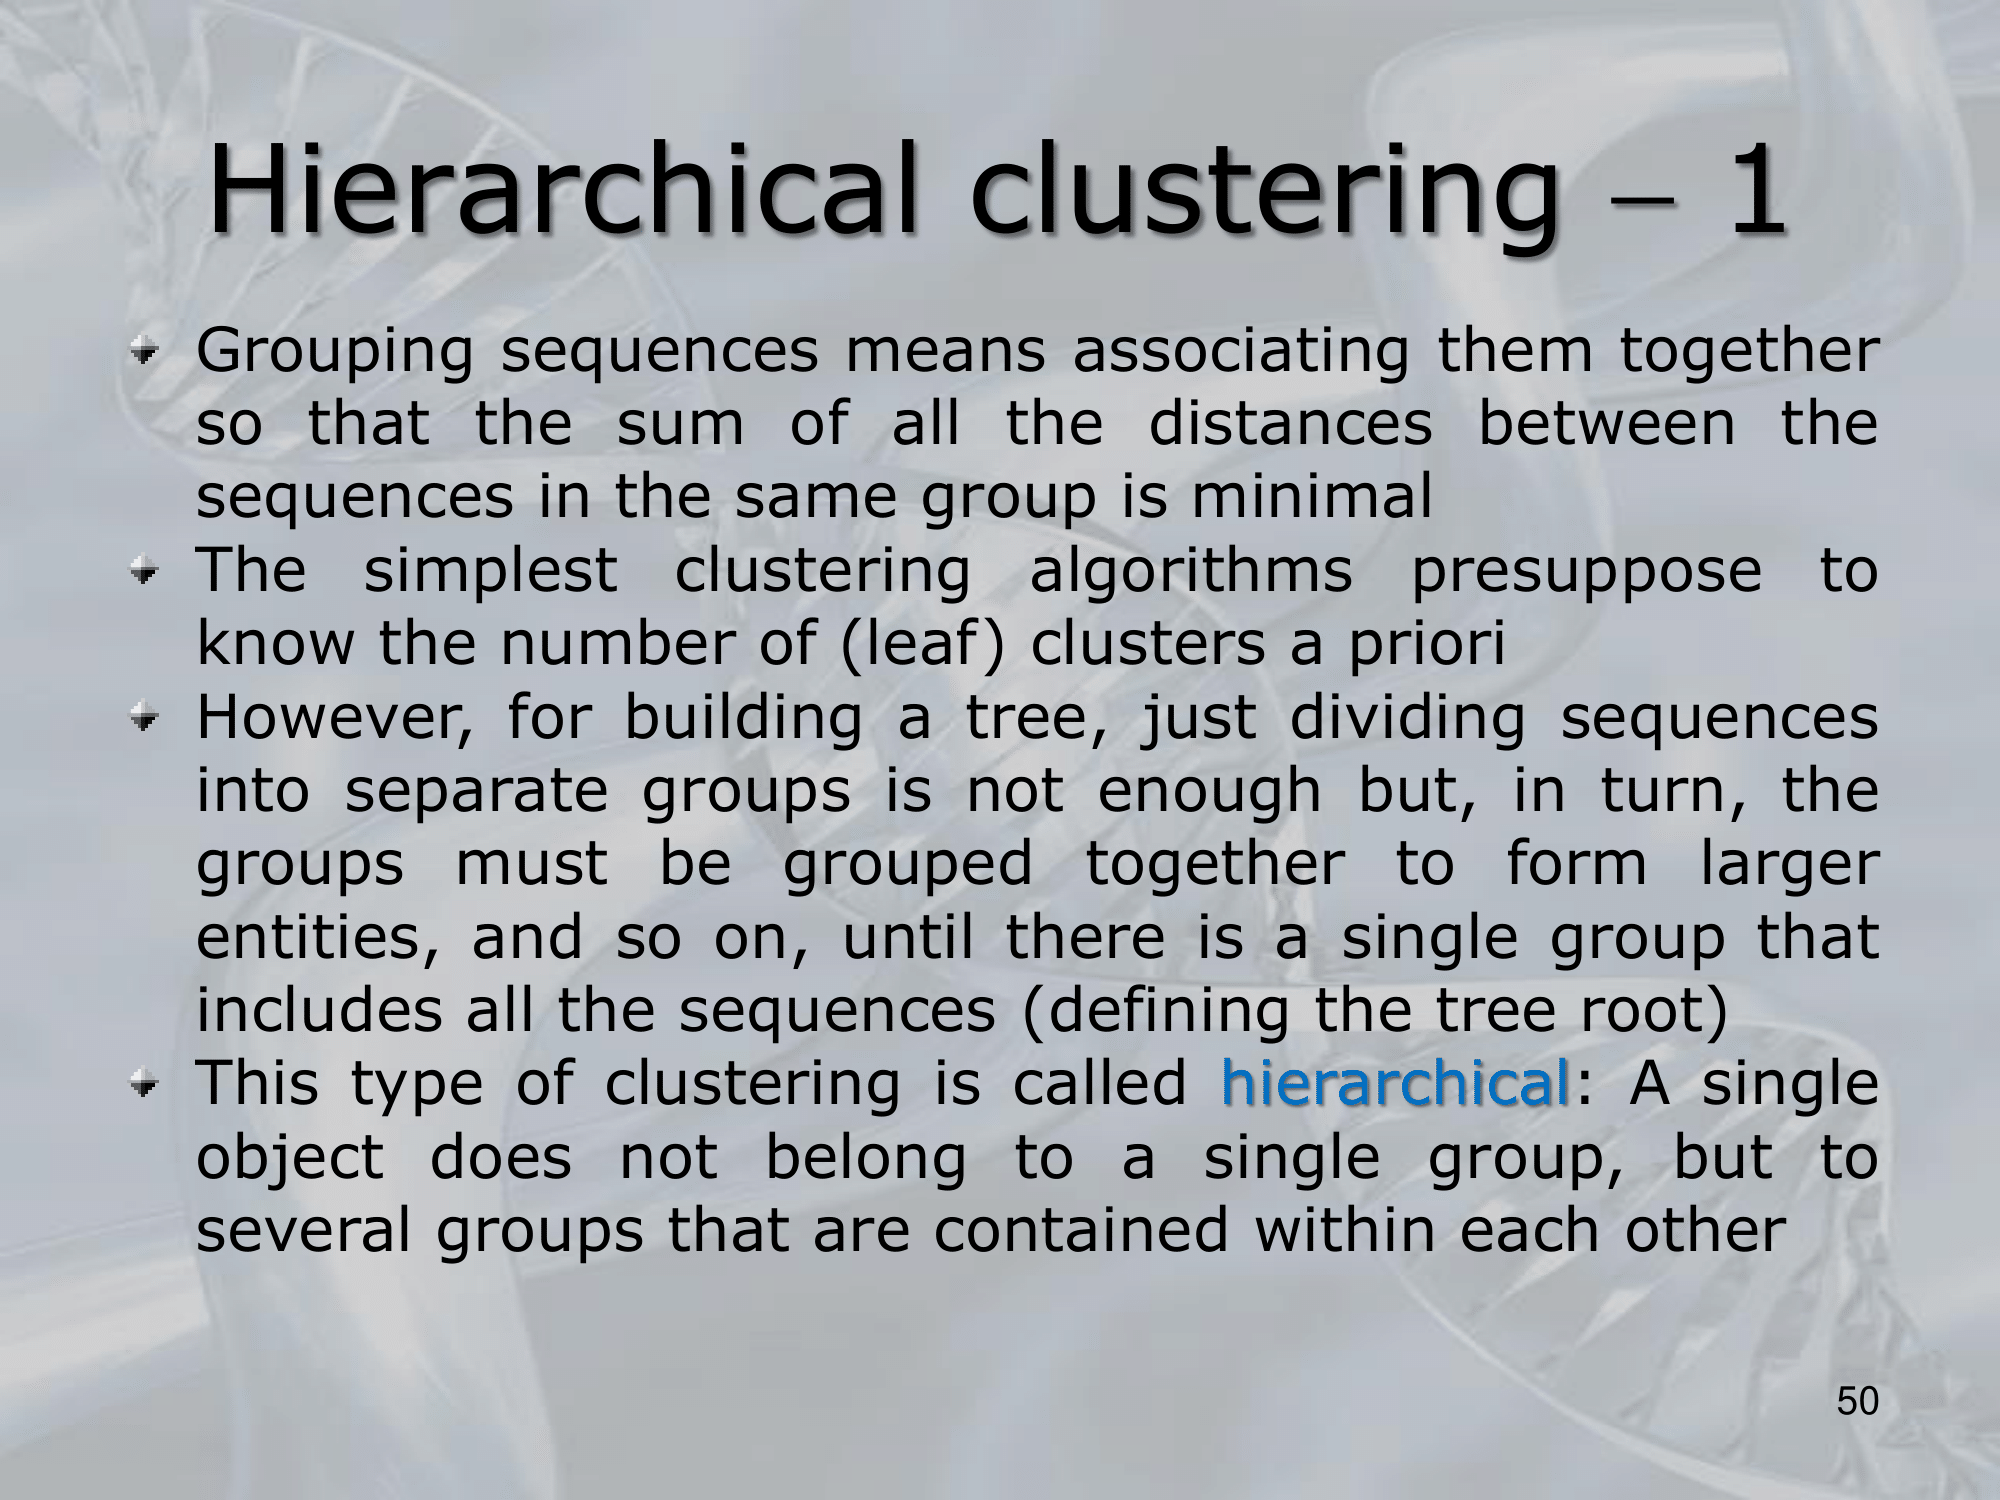 Hierarchical clustering – 1
Grouping sequences means associating them together
so that the sum of all the distances between the
sequences in the same group is minimal
The simplest clustering algorithms presuppose to
know the number of (leaf) clusters a priori
However, for building a tree, just dividing sequences
into separate groups is not enough but, in turn, the
groups must be grouped together to form larger
entities, and so on, until there is a single group that
includes all the sequences (defining the tree root)
This type of clustering is called hierarchical: A single
object does not belong to a single group, but to
several groups that are contained within each other
50